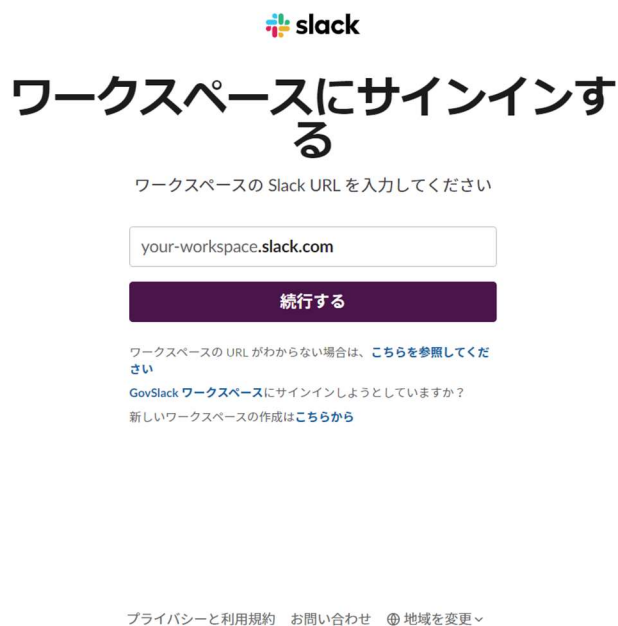 slack
ワークスペースにサインインす
る
ワークスペースの Slack URL を入力してください
your-workspace.slack.com
続行する
ワークスペースの URL がわからない場合は、こちらを参照してくだ
さい
GovSlack ワークスペースにサインインしようとしていますか？
新しいワークスペースの作成はこちらから
プライバシーと利用規約 お問い合わせ 地域を変更